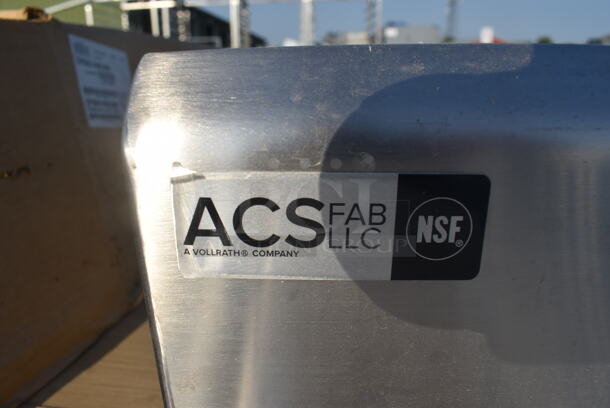 ACS FAB LLC
A VOLLRATH® COMPANY
NSF®